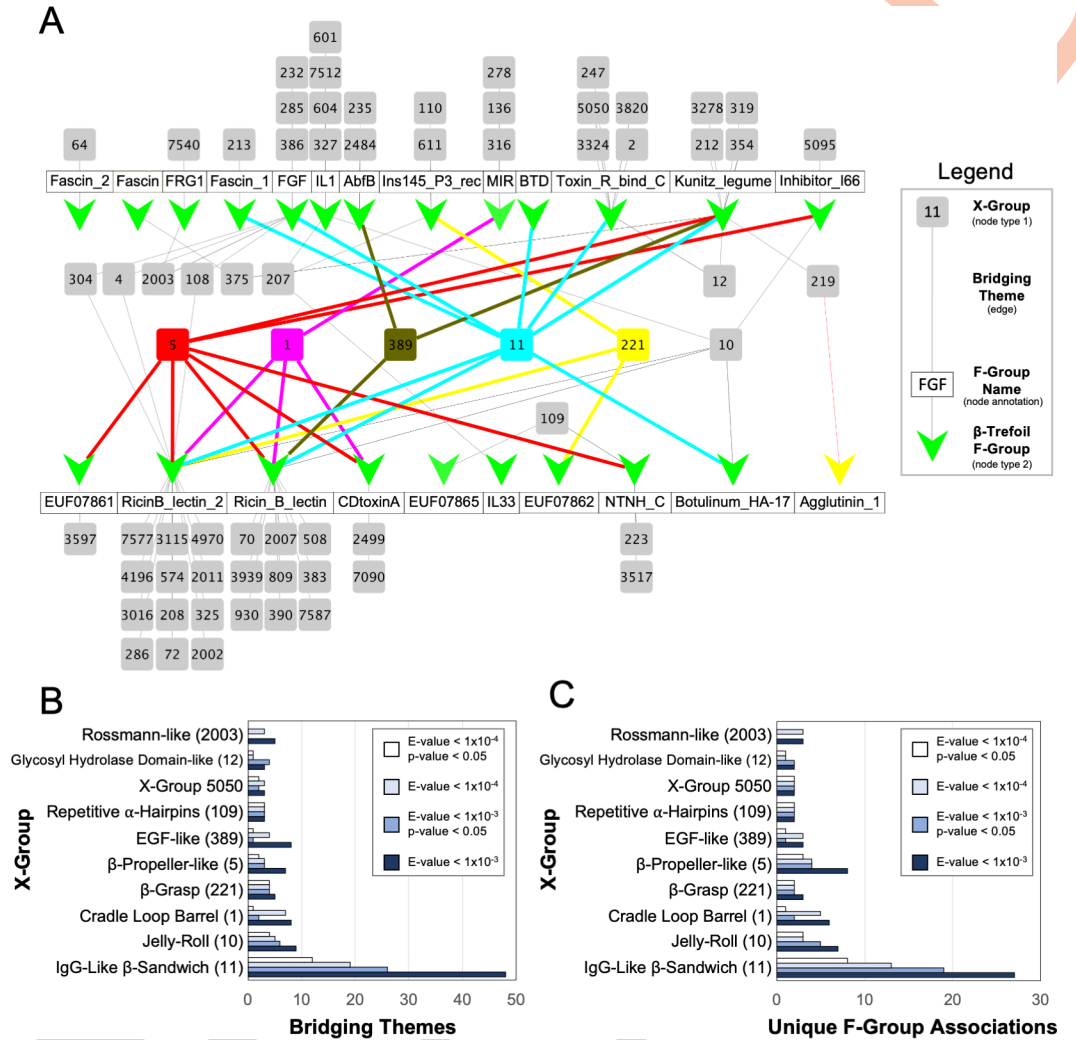 A
601
232 7512 278 247
285 604 235 110 136 5050 3820 3278 319
64 7540 213 386 327 2484 611 316 3324 2 212 354 5095
Fascin_2 Fascin FRG1 Fascin_1 FGF IL1 AbfB Ins145_P3_rec MIR BTD Toxin_R_bind_C Kunitz_legume Inhibitor_I66
304 4 2003 108 375 207 12 219
5 1 389 11 221 10
109
EUF07861 RicinB_lectin_2 Ricin_B_lectin CDtoxinA EUF07865 IL33 EUF07862 NTNH_C Botulinum_HA-17 Agglutinin_1
3597 7577 3115 4970 70 2007 508 2499 223
4196 574 2011 3939 809 383 7090 3517
3016 208 325 930 390 7587
286 72 2002
Legend
11
X-Group
(node type 1)
Bridging
Theme
(edge)
FGF
F-Group
Name
(node annotation)
β-Trefoil
F-Group
(node type 2)
B
X-Group
Rossmann-like (2003)
Glycosyl Hydrolase Domain-like (12)
X-Group 5050
Repetitive α-Hairpins (109)
EGF-like (389)
β-Propeller-like (5)
β-Grasp (221)
Cradle Loop Barrel (1)
Jelly-Roll (10)
IgG-Like β-Sandwich (11)
E-value < 1x10⁻⁴
p-value < 0.05
E-value < 1x10⁻⁴
E-value < 1x10⁻³
p-value < 0.05
E-value < 1x10⁻³
0 10 20 30 40 50
Bridging Themes
C
X-Group
Rossmann-like (2003)
Glycosyl Hydrolase Domain-like (12)
X-Group 5050
Repetitive α-Hairpins (109)
EGF-like (389)
β-Propeller-like (5)
β-Grasp (221)
Cradle Loop Barrel (1)
Jelly-Roll (10)
IgG-Like β-Sandwich (11)
E-value < 1x10⁻⁴
p-value < 0.05
E-value < 1x10⁻⁴
E-value < 1x10⁻³
p-value < 0.05
E-value < 1x10⁻³
0 10 20 30
Unique F-Group Associations